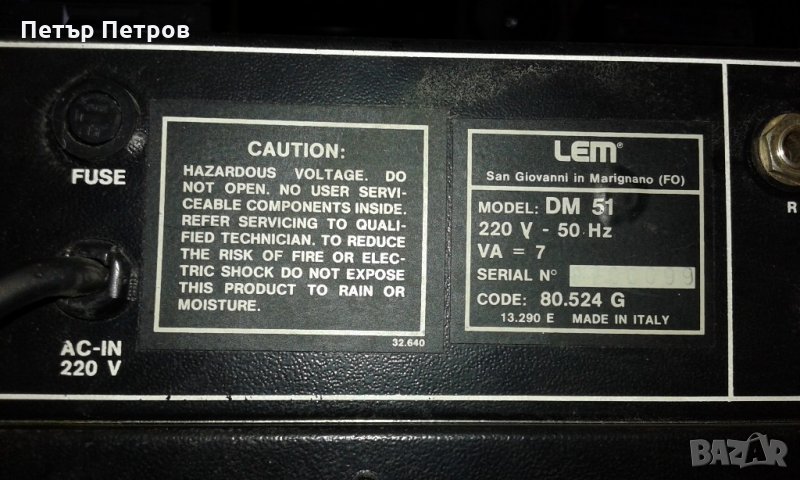 Петър Петров
FUSE
AC-IN
220 V
CAUTION:
HAZARDOUS VOLTAGE. DO
NOT OPEN. NO USER SERVI-
CEABLE COMPONENTS INSIDE.
REFER SERVICING TO QUALI-
FIED TECHNICIAN. TO REDUCE
THE RISK OF FIRE OR ELEC-
TRIC SHOCK DO NOT EXPOSE
THIS PRODUCT TO RAIN OR
MOISTURE.
32.640
LEM®
San Giovanni in Marignano (FO)
MODEL: DM 51
220 V - 50 Hz
VA = 7
SERIAL N°
CODE: 80.524 G
13.290 E MADE IN ITALY
R
BAZAR